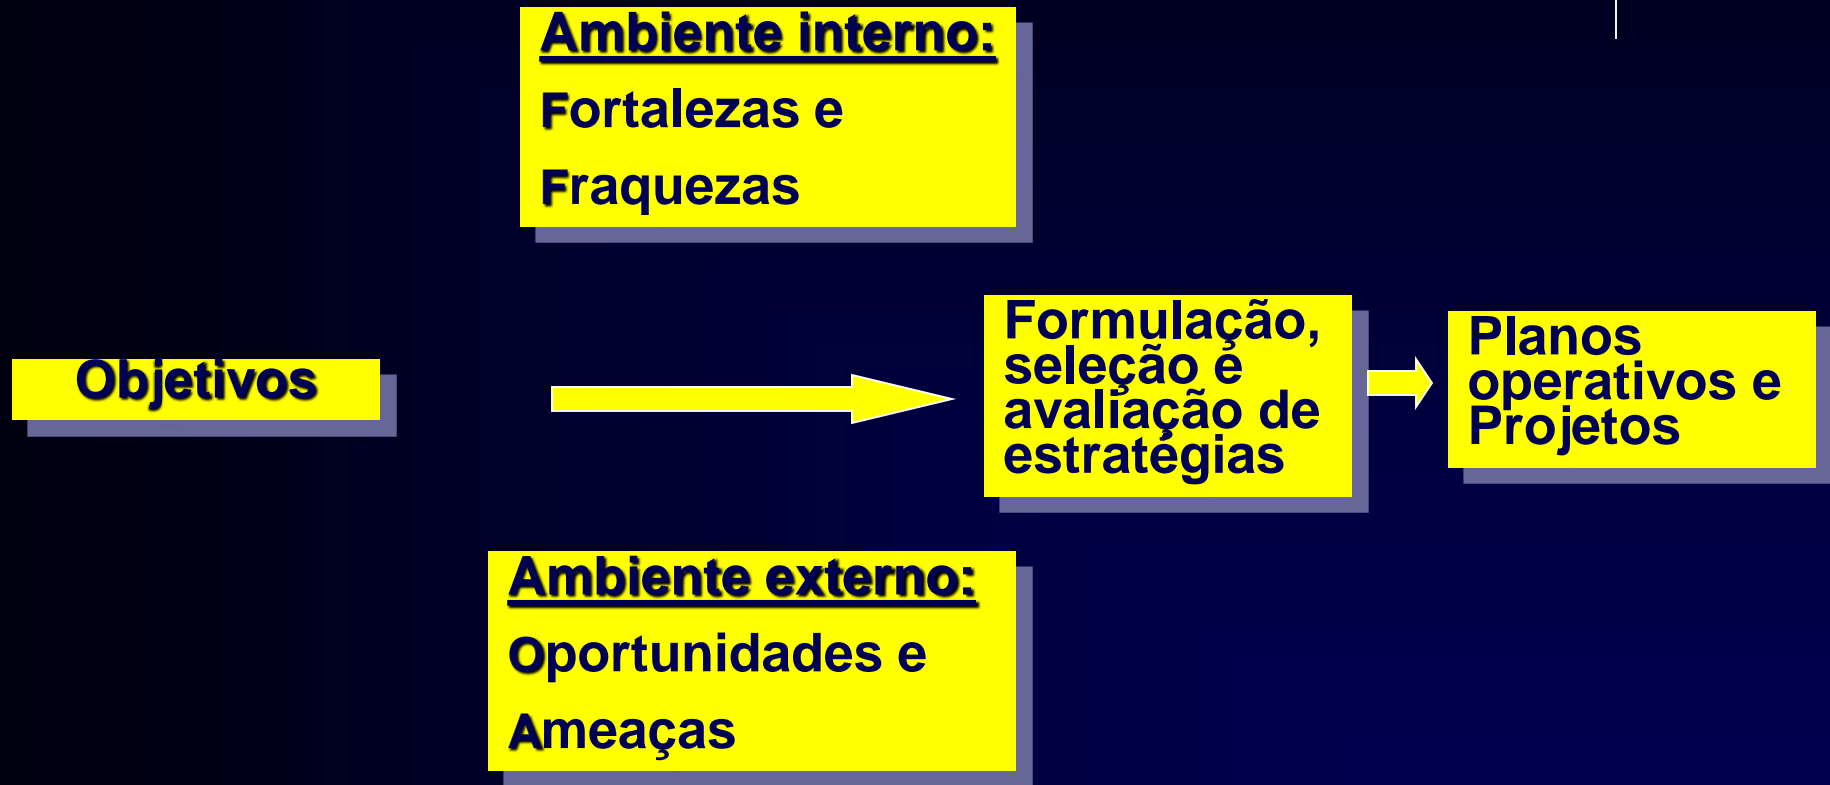 Ambiente interno:
Fortalezas e
Fraquezas
Objetivos
Formulação,
seleção e
avaliação de
estratégias
Planos
operativos e
Projetos
Ambiente externo:
Oportunidades e
Ameaças